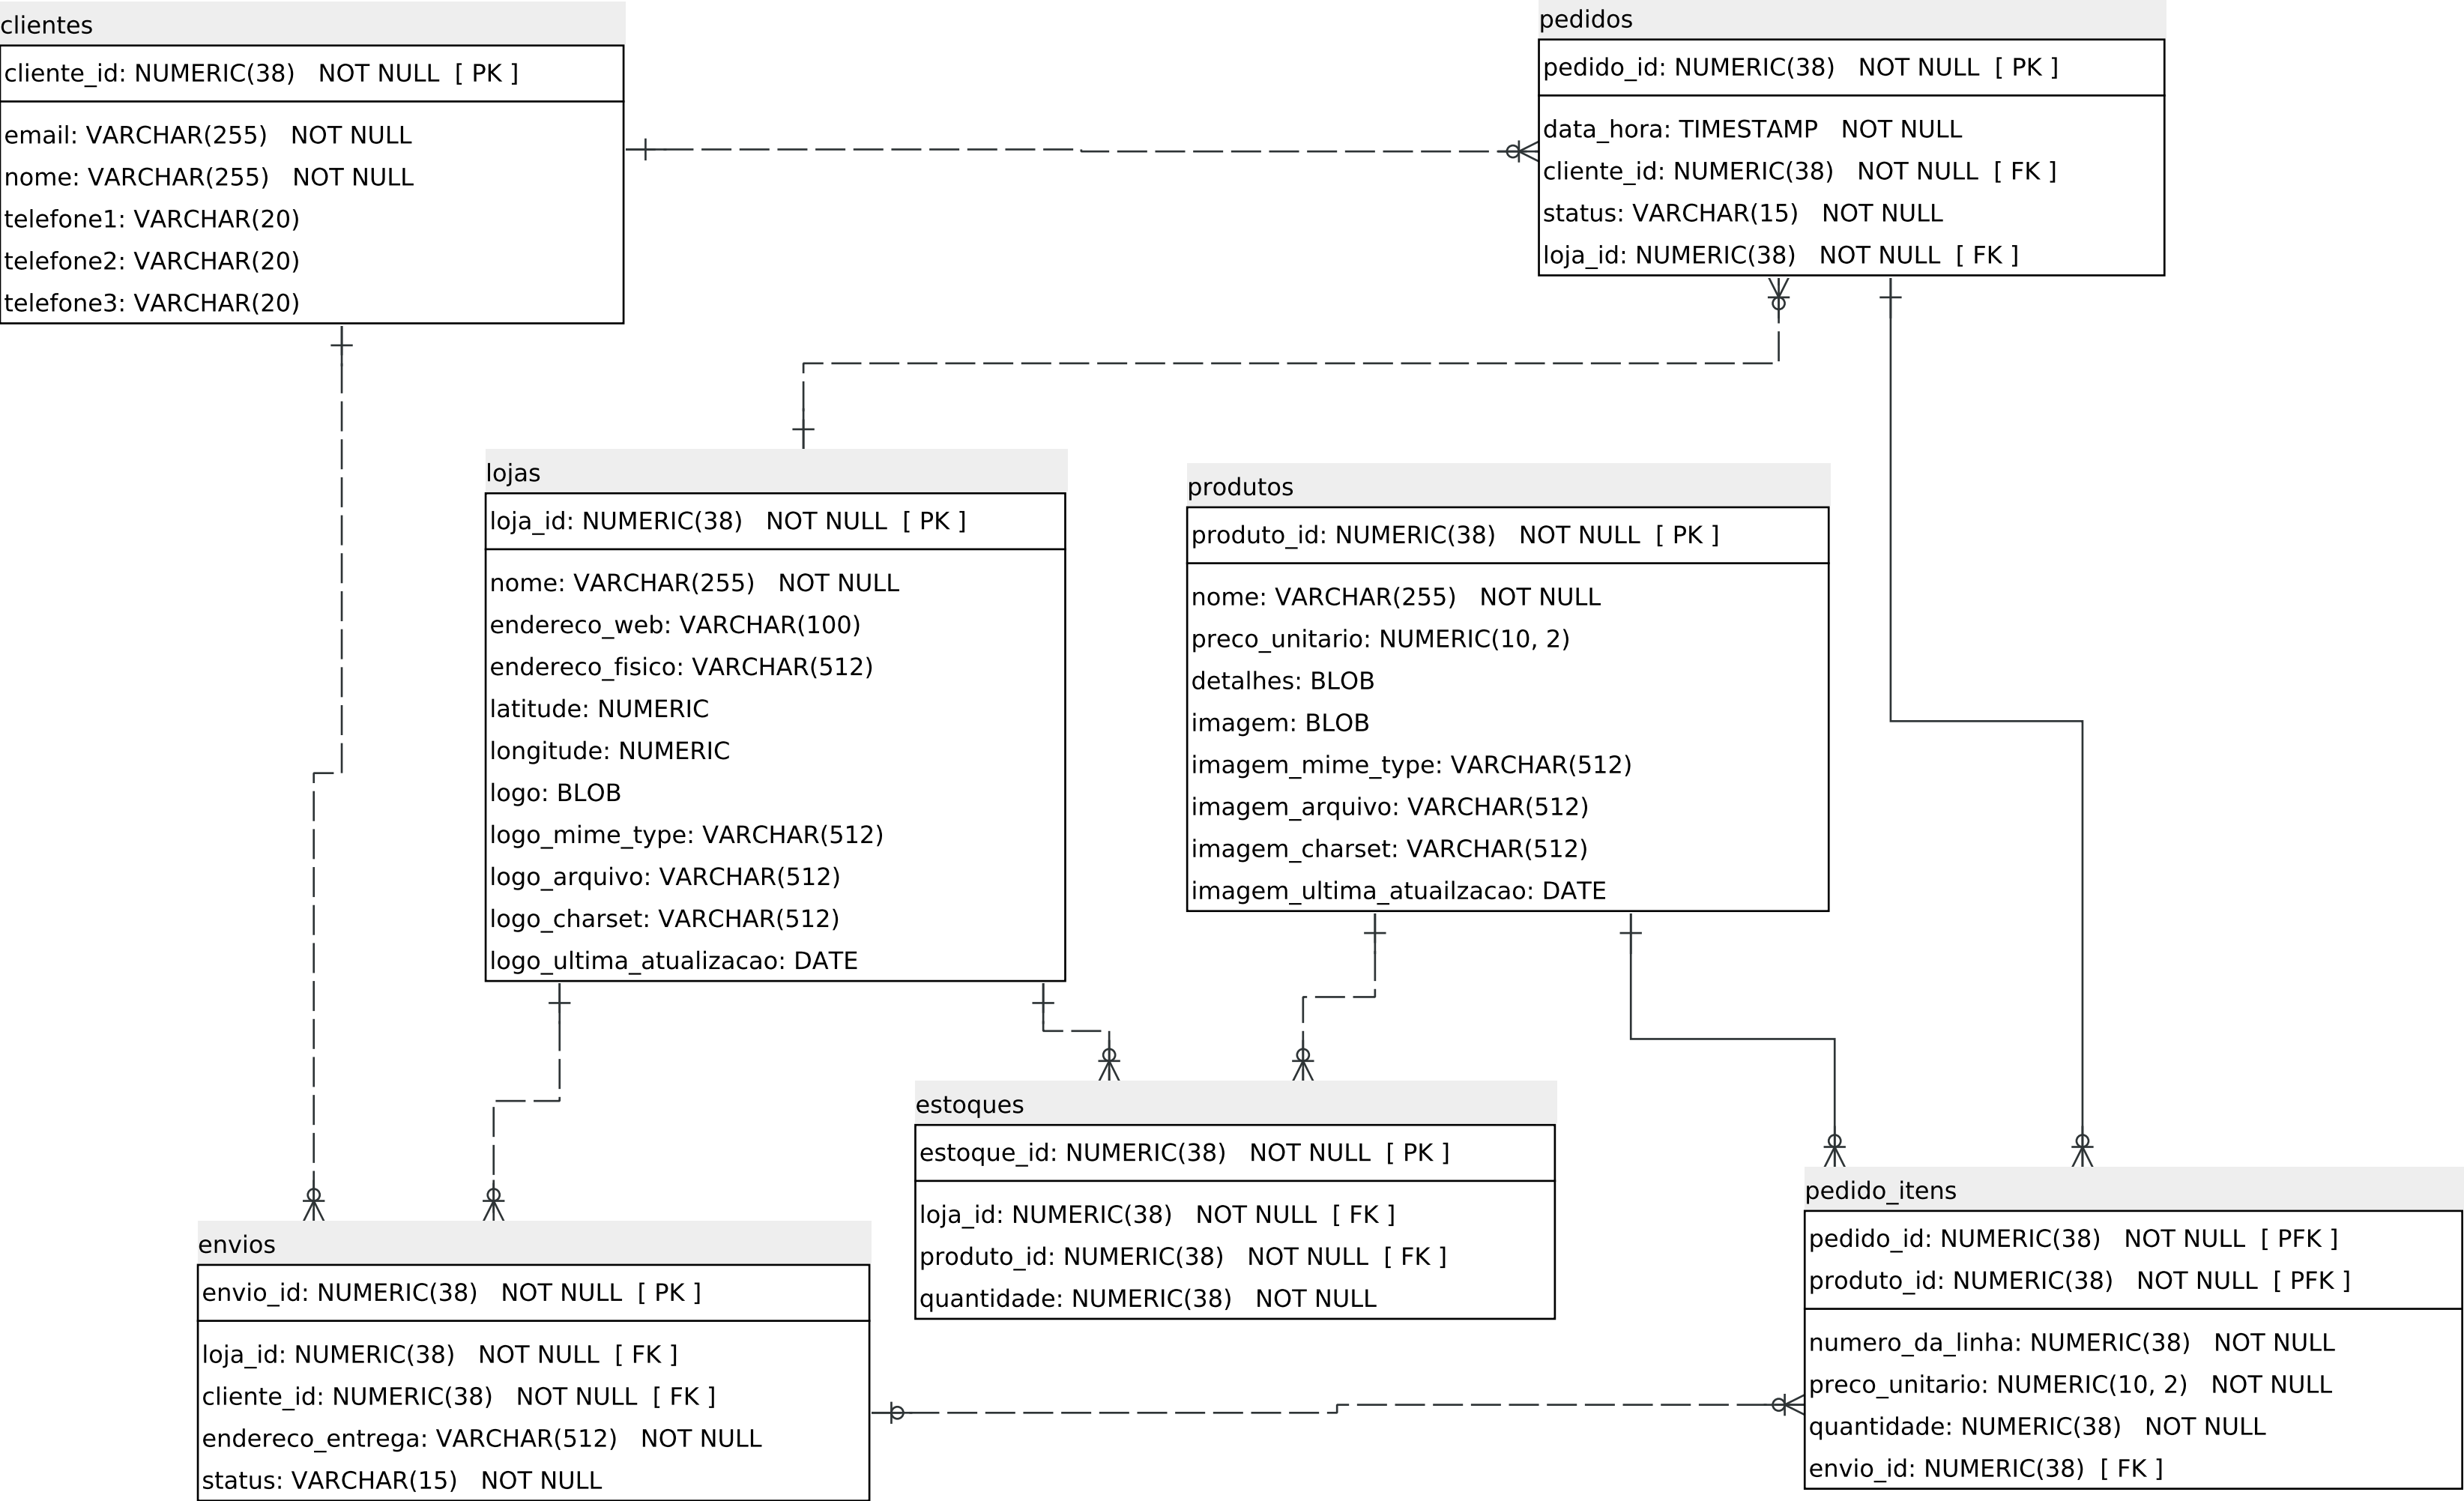 clientes
cliente_id: NUMERIC(38) NOT NULL [ PK ]
email: VARCHAR(255) NOT NULL
nome: VARCHAR(255) NOT NULL
telefone1: VARCHAR(20)
telefone2: VARCHAR(20)
telefone3: VARCHAR(20)
pedidos
pedido_id: NUMERIC(38) NOT NULL [ PK ]
data_hora: TIMESTAMP NOT NULL
cliente_id: NUMERIC(38) NOT NULL [ FK ]
status: VARCHAR(15) NOT NULL
loja_id: NUMERIC(38) NOT NULL [ FK ]
lojas
loja_id: NUMERIC(38) NOT NULL [ PK ]
nome: VARCHAR(255) NOT NULL
endereco_web: VARCHAR(100)
endereco_fisico: VARCHAR(512)
latitude: NUMERIC
longitude: NUMERIC
logo: BLOB
logo_mime_type: VARCHAR(512)
logo_arquivo: VARCHAR(512)
logo_charset: VARCHAR(512)
logo_ultima_atualizacao: DATE
produtos
produto_id: NUMERIC(38) NOT NULL [ PK ]
nome: VARCHAR(255) NOT NULL
preco_unitario: NUMERIC(10, 2)
detalhes: BLOB
imagem: BLOB
imagem_mime_type: VARCHAR(512)
imagem_arquivo: VARCHAR(512)
imagem_charset: VARCHAR(512)
imagem_ultima_atuailzacao: DATE
estoques
estoque_id: NUMERIC(38) NOT NULL [ PK ]
loja_id: NUMERIC(38) NOT NULL [ FK ]
produto_id: NUMERIC(38) NOT NULL [ FK ]
quantidade: NUMERIC(38) NOT NULL
pedido_itens
pedido_id: NUMERIC(38) NOT NULL [ PFK ]
produto_id: NUMERIC(38) NOT NULL [ PFK ]
numero_da_linha: NUMERIC(38) NOT NULL
preco_unitario: NUMERIC(10, 2) NOT NULL
quantidade: NUMERIC(38) NOT NULL
envio_id: NUMERIC(38) [ FK ]
envios
envio_id: NUMERIC(38) NOT NULL [ PK ]
loja_id: NUMERIC(38) NOT NULL [ FK ]
cliente_id: NUMERIC(38) NOT NULL [ FK ]
endereco_entrega: VARCHAR(512) NOT NULL
status: VARCHAR(15) NOT NULL